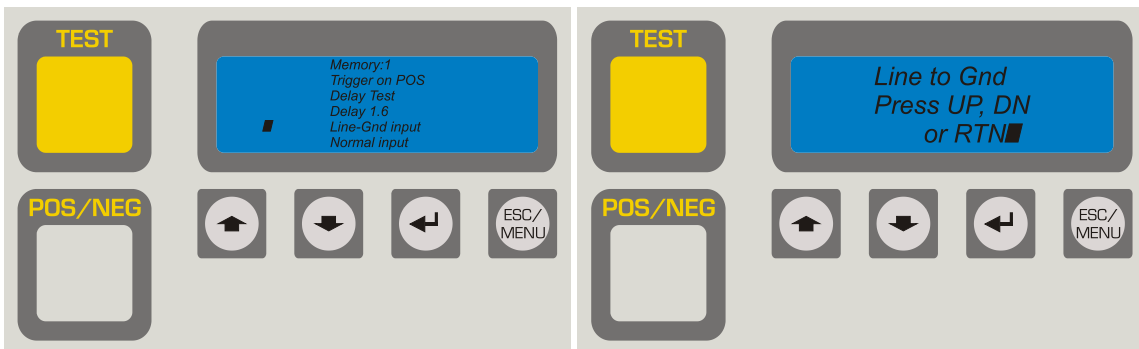 TEST
Memory:1
Trigger on POS
Delay Test
Delay 1.6
Line-Gnd input
Normal input
POS/NEG
ESC/
MENU
TEST
Line to Gnd
Press UP, DN
or RTN
POS/NEG
ESC/
MENU